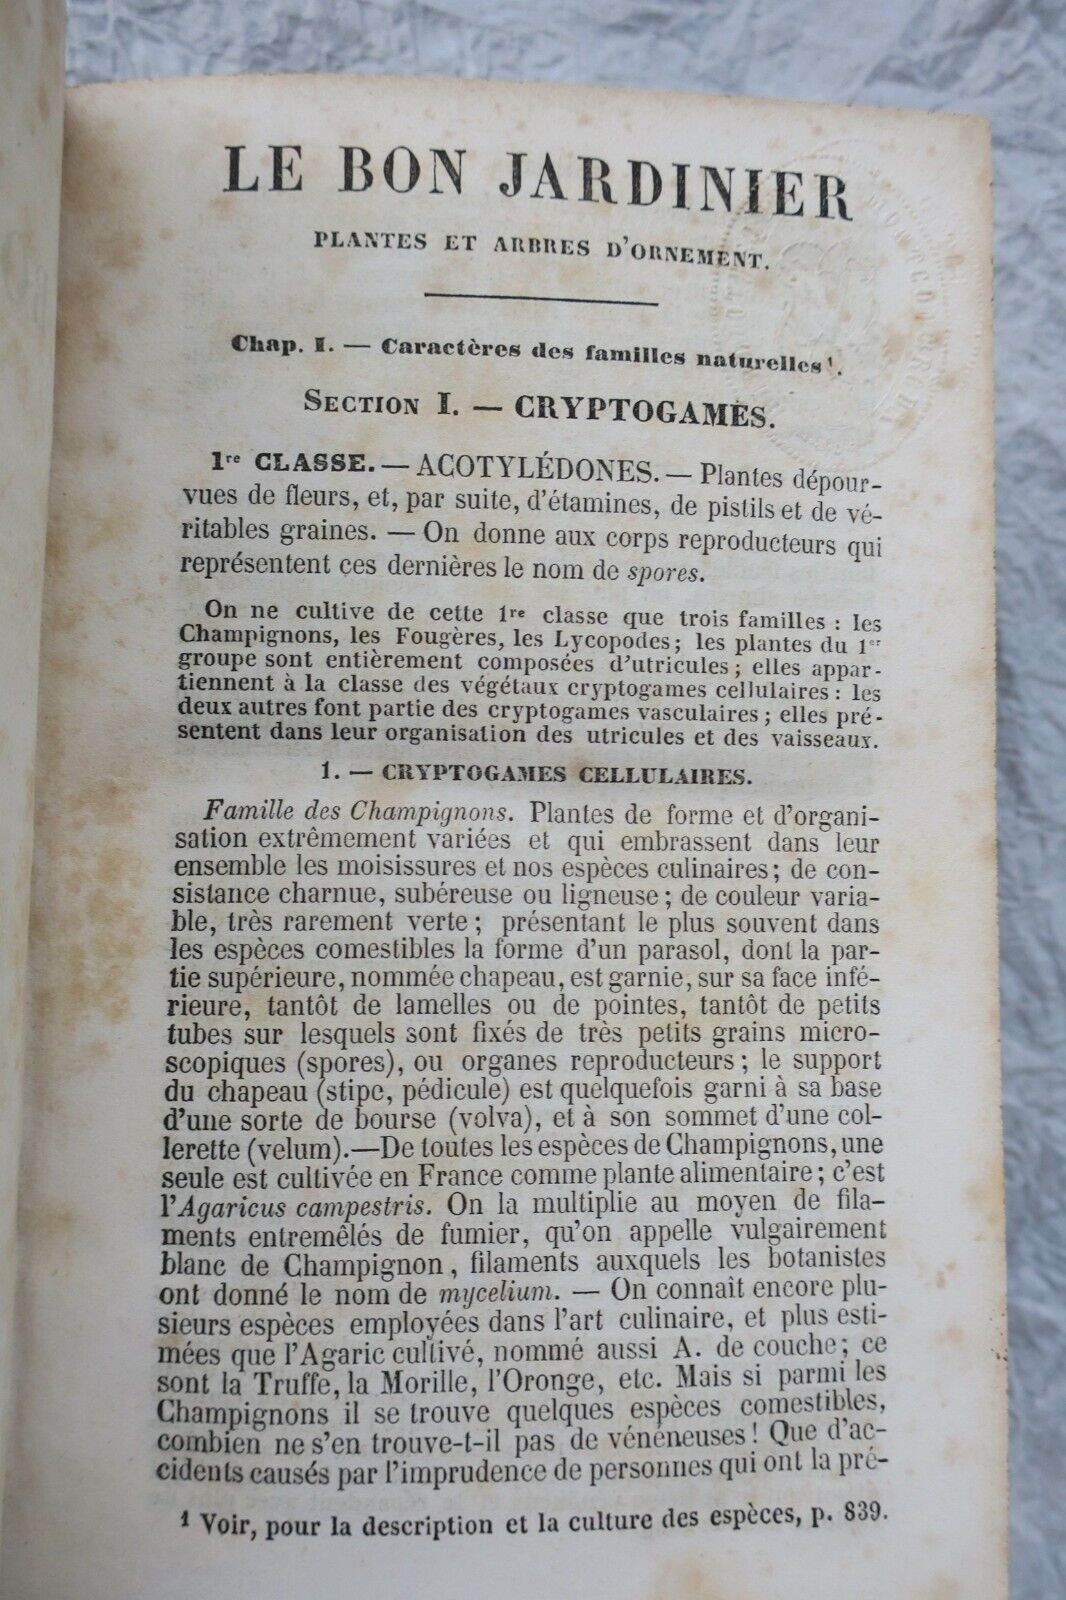 LE BON JARDINIER
PLANTES ET ARBRES D'ORNEMENT.
Chap. I. — Caractères des familles naturelles¹.
SECTION I. — CRYPTOGAMES.
1re CLASSE. — ACOTYLÉDONES. — Plantes dépour-
vues de fleurs, et, par suite, d'étamines, de pistils et de vé-
ritables graines. — On donne aux corps reproducteurs qui
représentent ces dernières le nom de spores.
On ne cultive de cette 1re classe que trois familles : les
Champignons, les Fougères, les Lycopodes ; les plantes du 1er
groupe sont entièrement composées d'utricules ; elles appar-
tiennent à la classe des végétaux cryptogames cellulaires : les
deux autres font partie des cryptogames vasculaires ; elles pré-
sentent dans leur organisation des utricules et des vaisseaux.
1. — CRYPTOGAMES CELLULAIRES.
Famille des Champignons. Plantes de forme et d'organi-
sation extrêmement variées et qui embrassent dans leur
ensemble les moisissures et nos espèces culinaires ; de con-
sistance charnue, subéreuse ou ligneuse ; de couleur varia-
ble, très rarement verte ; présentant le plus souvent dans
les espèces comestibles la forme d'un parasol, dont la par-
tie supérieure, nommée chapeau, est garnie, sur sa face infé-
rieure, tantôt de lamelles ou de pointes, tantôt de petits
tubes sur lesquels sont fixés de très petits grains micro-
scopiques (spores), ou organes reproducteurs ; le support
du chapeau (stipe, pédicule) est quelquefois garni à sa base
d'une sorte de bourse (volva), et à son sommet d'une col-
lerette (velum).—De toutes les espèces de Champignons, une
seule est cultivée en France comme plante alimentaire ; c'est
l'Agaricus campestris. On la multiplie au moyen de fila-
ments entremêlés de fumier, qu'on appelle vulgairement
blanc de Champignon, filaments auxquels les botanistes
ont donné le nom de mycelium. — On connaît encore plu-
sieurs espèces employées dans l'art culinaire, et plus esti-
mées que l'Agaric cultivé, nommé aussi A. de couche ; ce
sont la Truffe, la Morille, l'Oronge, etc. Mais si parmi les
Champignons il se trouve quelques espèces comestibles,
combien ne s'en trouve-t-il pas de vénéneuses ! Que d'ac-
cidents causés par l'imprudence de personnes qui ont la pré-
¹ Voir, pour la description et la culture des espèces, p. 839.